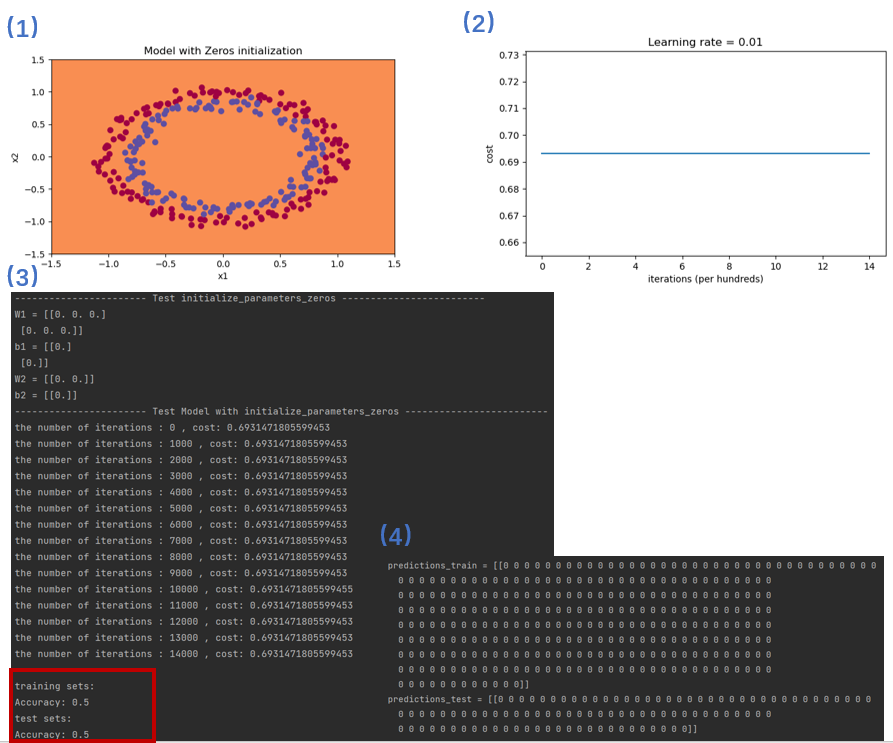 (1)
Model with Zeros initialization
1.5
1.0
0.5
0.0
−0.5
−1.0
−1.5
x2
−1.5 −1.0 −0.5 0.0 0.5 1.0 1.5
x1
(2)
Learning rate = 0.01
0.73
0.72
0.71
0.70
0.69
0.68
0.67
0.66
cost
0 2 4 6 8 10 12 14
iterations (per hundreds)
(3)
---------------------- Test initialize_parameters_zeros ------------------------
W1 = [[0. 0. 0.]
[0. 0. 0.]]
b1 = [[0.]
[0.]]
W2 = [[0. 0.]]
b2 = [[0.]]
---------------------- Test Model with initialize_parameters_zeros ------------------------
the number of iterations : 0 , cost: 0.6931471805599453
the number of iterations : 1000 , cost: 0.6931471805599453
the number of iterations : 2000 , cost: 0.6931471805599453
the number of iterations : 3000 , cost: 0.6931471805599453
the number of iterations : 4000 , cost: 0.6931471805599453
the number of iterations : 5000 , cost: 0.6931471805599453
the number of iterations : 6000 , cost: 0.6931471805599453
the number of iterations : 7000 , cost: 0.6931471805599453
the number of iterations : 8000 , cost: 0.6931471805599453
the number of iterations : 9000 , cost: 0.6931471805599453
the number of iterations : 10000 , cost: 0.6931471805599455
the number of iterations : 11000 , cost: 0.6931471805599453
the number of iterations : 12000 , cost: 0.6931471805599453
the number of iterations : 13000 , cost: 0.6931471805599453
the number of iterations : 14000 , cost: 0.6931471805599453
training sets:
Accuracy: 0.5
test sets:
Accuracy: 0.5
(4)
predictions_train = [[0 0 0 0 0 0 0 0 0 0 0 0 0 0 0 0 0 0 0 0 0 0 0 0 0 0 0 0 0 0 0 0 0 0 0 0
0 0 0 0 0 0 0 0 0 0 0 0 0 0 0 0 0 0 0 0 0 0 0 0 0 0 0 0 0 0 0 0 0 0 0 0
0 0 0 0 0 0 0 0 0 0 0 0 0 0 0 0 0 0 0 0 0 0 0 0 0 0 0 0 0 0 0 0 0 0 0 0
0 0 0 0 0 0 0 0 0 0 0 0 0 0 0 0 0 0 0 0 0 0 0 0 0 0 0 0 0 0 0 0 0 0 0 0
0 0 0 0 0 0 0 0 0 0 0 0 0 0 0 0 0 0 0 0 0 0 0 0 0 0 0 0 0 0 0 0 0 0 0 0
0 0 0 0 0 0 0 0 0 0 0 0 0 0 0 0 0 0 0 0 0 0 0 0 0 0 0 0 0 0 0 0 0 0 0 0
0 0 0 0 0 0 0 0 0 0 0 0 0 0 0 0 0 0 0 0 0 0 0 0 0 0 0 0 0 0 0 0 0 0 0 0
0 0 0 0 0 0 0 0 0 0 0 0 0 0 0 0 0 0 0 0 0 0 0 0 0 0 0 0 0 0 0 0 0 0 0 0
0 0 0 0 0 0 0 0 0 0 0 0]]
predictions_test = [[0 0 0 0 0 0 0 0 0 0 0 0 0 0 0 0 0 0 0 0 0 0 0 0 0 0 0 0 0 0 0 0 0 0 0 0
0 0 0 0 0 0 0 0 0 0 0 0 0 0 0 0 0 0 0 0 0 0 0 0 0 0 0 0 0 0 0 0 0 0 0 0
0 0 0 0 0 0 0 0 0 0 0 0 0 0 0 0 0 0 0 0 0 0 0 0 0 0 0 0]]